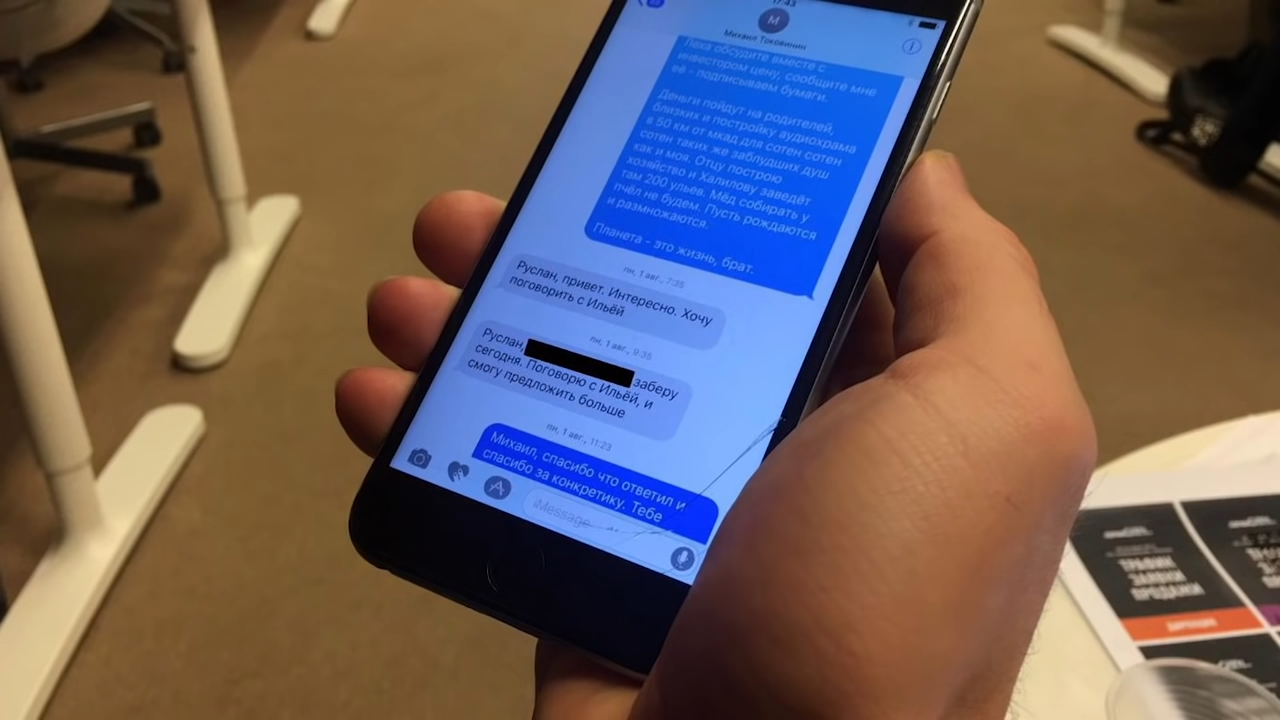 17:43
М
Михаил Токовинин
Лёха обсудите вместе с
инвестором цену, сообщите мне
её - подписываем бумаги.
Деньги пойдут на родителей,
близких и постройку аудиохрама
в 50 км от мкад для сотен сотен
сотен таких же заблудших душ
как и моя. Отцу построю
хозяйство и Халилову заведёт
там 200 ульев. Мёд собирать у
пчёл не будем. Пусть рождаются
и размножаются.
Планета - это жизнь, брат.
пн, 1 авг., 7:35
Руслан, привет. Интересно. Хочу
поговорить с Ильёй
пн, 1 авг., 9:35
Руслан, заберу
сегодня. Поговорю с Ильёй, и
смогу предложить больше
пн, 1 авг., 11:23
Михаил, спасибо что ответил и
спасибо за конкретику. Тебе
iMessage
ТРАФИК
ЗАЯВКИ
ПРОДАЖИ